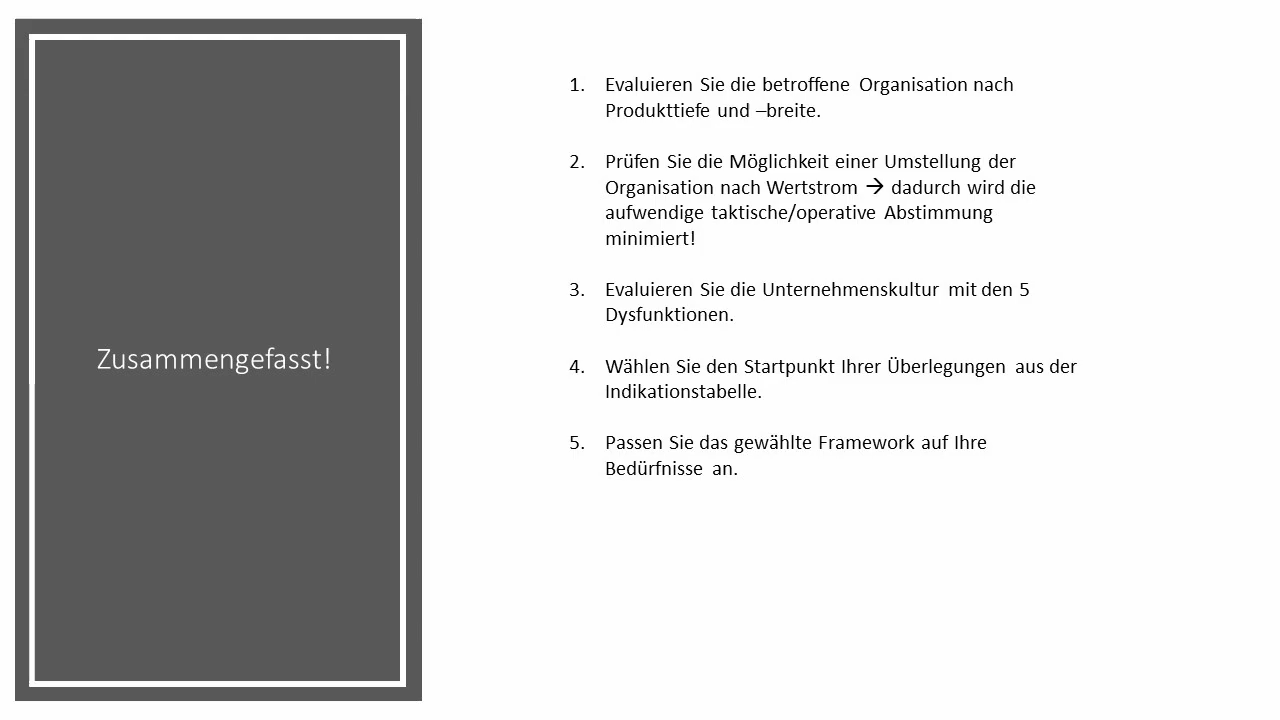 Zusammengefasst!
1. Evaluieren Sie die betroffene Organisation nach
Produkttiefe und –breite.
2. Prüfen Sie die Möglichkeit einer Umstellung der
Organisation nach Wertstrom → dadurch wird die
aufwendige taktische/operative Abstimmung
minimiert!
3. Evaluieren Sie die Unternehmenskultur mit den 5
Dysfunktionen.
4. Wählen Sie den Startpunkt Ihrer Überlegungen aus der
Indikationstabelle.
5. Passen Sie das gewählte Framework auf Ihre
Bedürfnisse an.